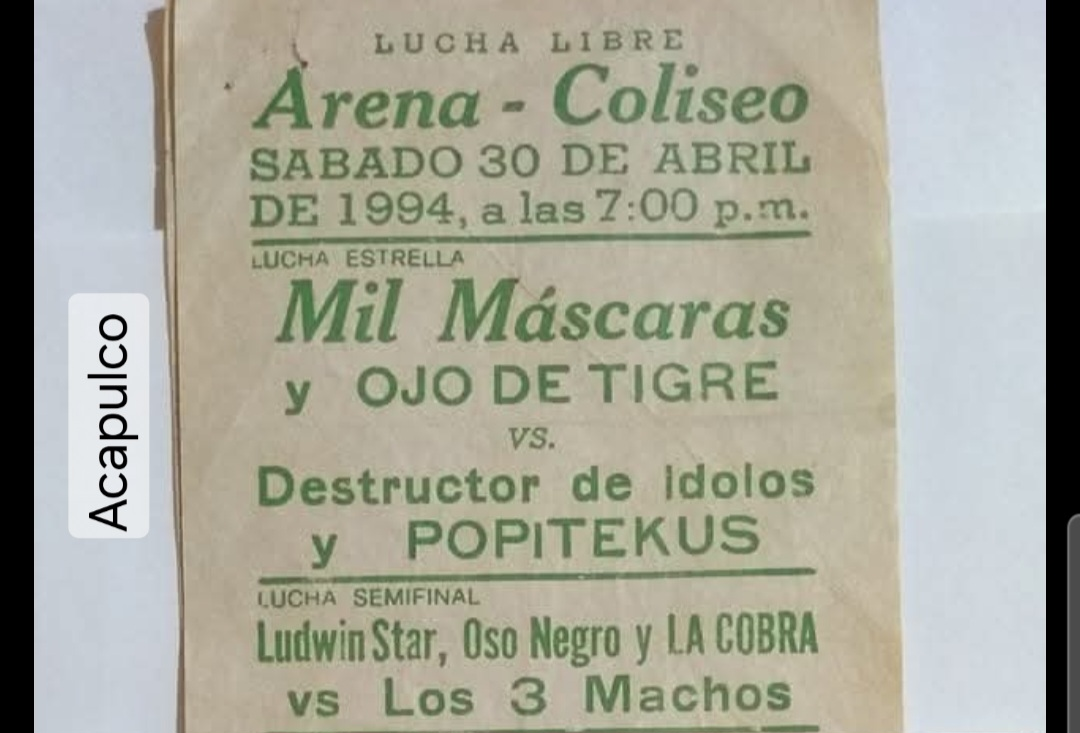 LUCHA LIBRE
Arena - Coliseo
SABADO 30 DE ABRIL
DE 1994, a las 7:00 p.m.
LUCHA ESTRELLA
Mil Máscaras
y OJO DE TIGRE
vs.
Destructor de idolos
y POPITEKUS
LUCHA SEMIFINAL
Ludwin Star, Oso Negro y LA COBRA
vs Los 3 Machos
Acapulco